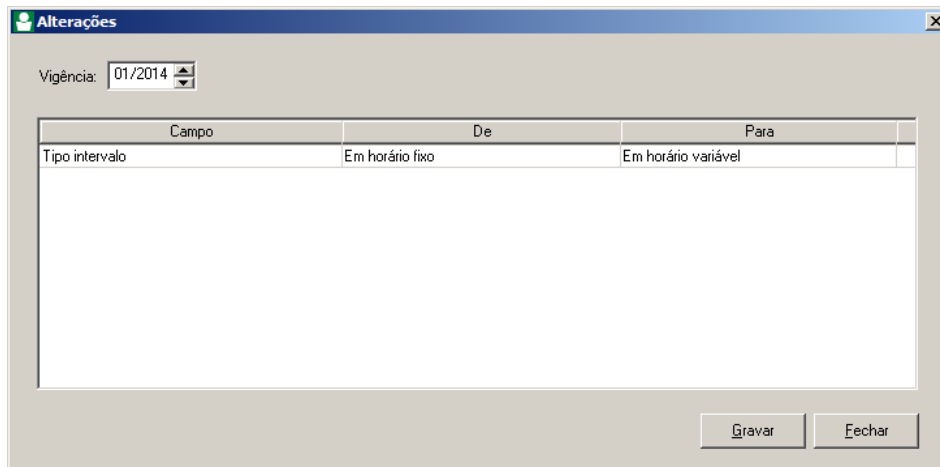 Alterações
Vigência: 01/2014
Campo De Para
Tipo intervalo Em horário fixo Em horário variável
Gravar Fechar